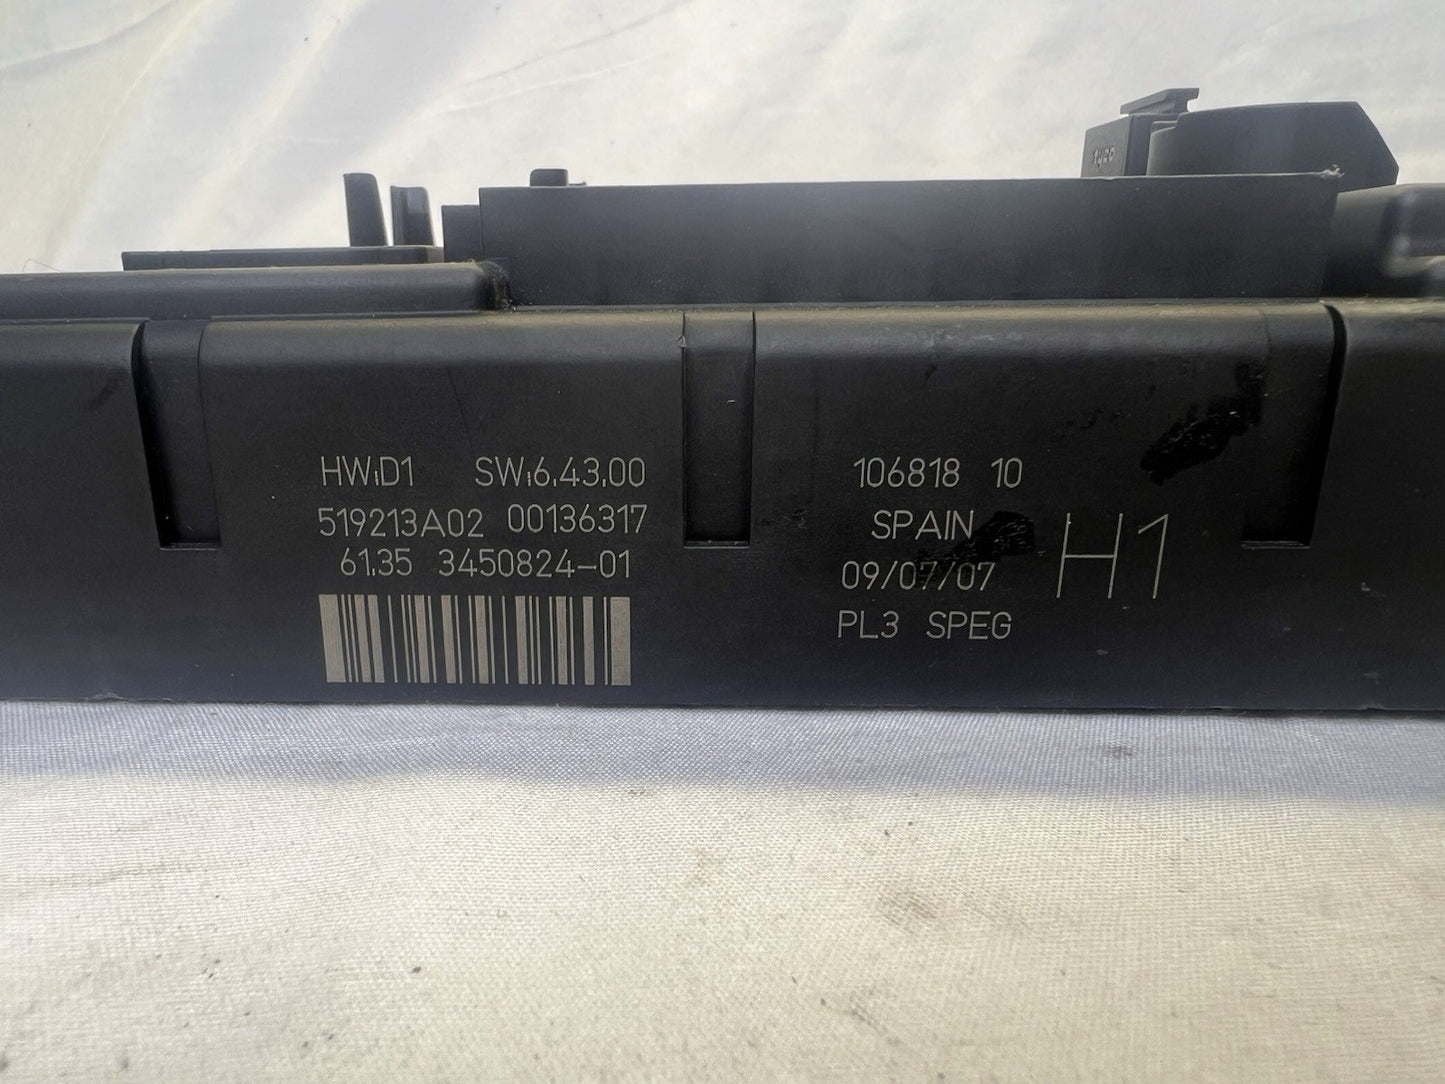 tyco
HW:D1 SW:6.43.00
519213A02 00136317
61.35 3450824-01
106818 10
SPAIN
09/07/07
PL3 SPEG
H1